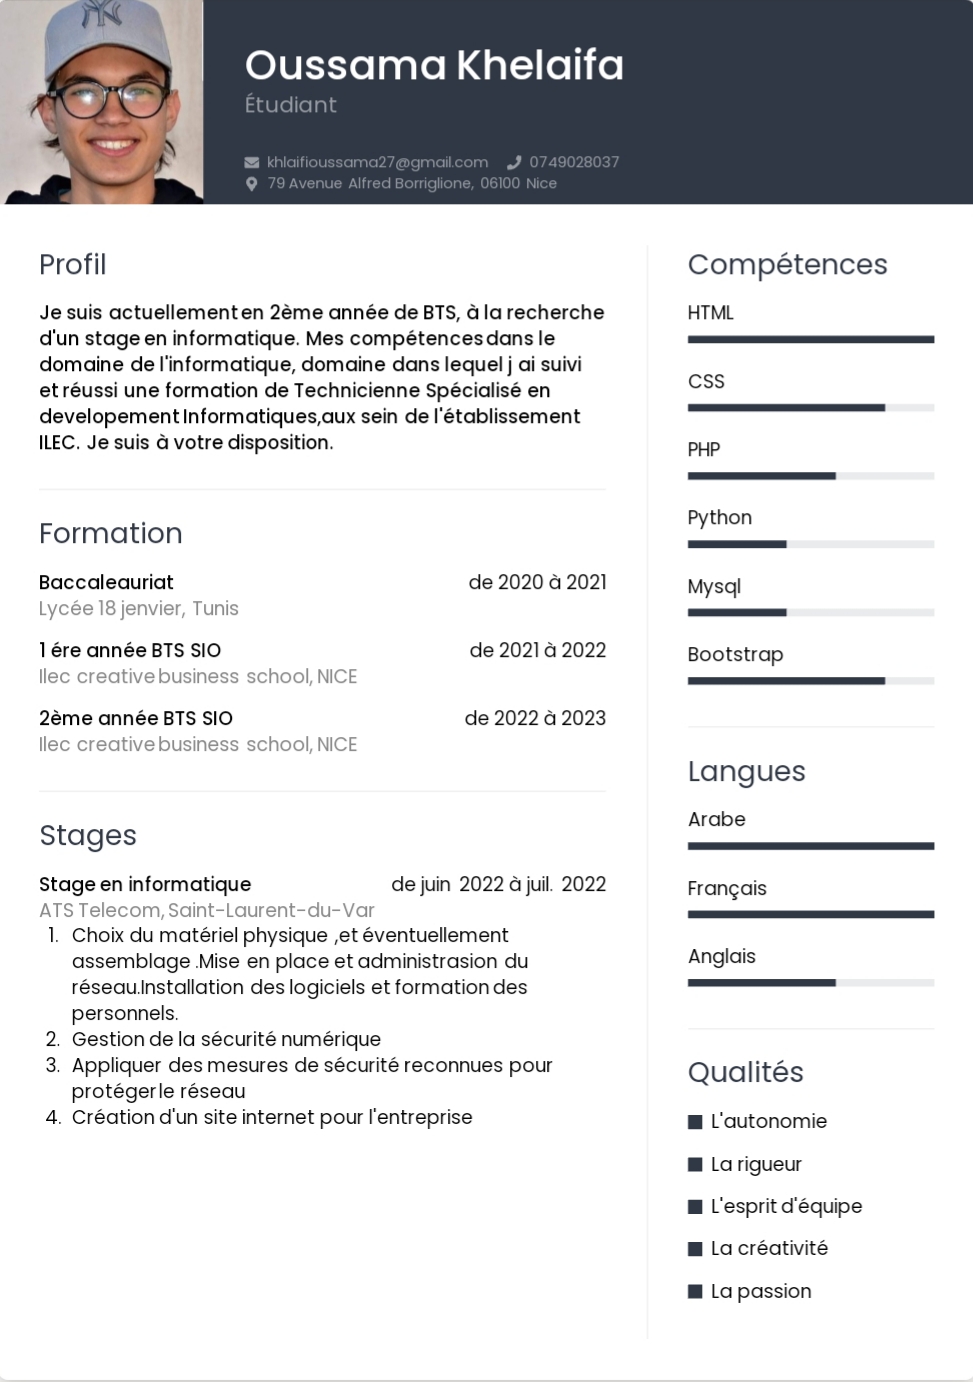 Oussama Khelaifa
Étudiant
khlaifioussama27@gmail.com 0749028037
79 Avenue Alfred Borriglione, 06100 Nice
Profil
Je suis actuellement en 2ème année de BTS, à la recherche
d'un stage en informatique. Mes compétences dans le
domaine de l'informatique, domaine dans lequel j ai suivi
et réussi une formation de Technicienne Spécialisé en
developement Informatiques,aux sein de l'établissement
ILEC. Je suis à votre disposition.
Formation
Baccaleauriat de 2020 à 2021
Lycée 18 jenvier, Tunis
1 ére année BTS SIO de 2021 à 2022
Ilec creative business school, NICE
2ème année BTS SIO de 2022 à 2023
Ilec creative business school, NICE
Stages
Stage en informatique de juin 2022 à juil. 2022
ATS Telecom, Saint-Laurent-du-Var
1. Choix du matériel physique ,et éventuellement
assemblage .Mise en place et administrasion du
réseau.Installation des logiciels et formation des
personnels.
2. Gestion de la sécurité numérique
3. Appliquer des mesures de sécurité reconnues pour
protéger le réseau
4. Création d'un site internet pour l'entreprise
Compétences
HTML
CSS
PHP
Python
Mysql
Bootstrap
Langues
Arabe
Français
Anglais
Qualités
L'autonomie
La rigueur
L'esprit d'équipe
La créativité
La passion